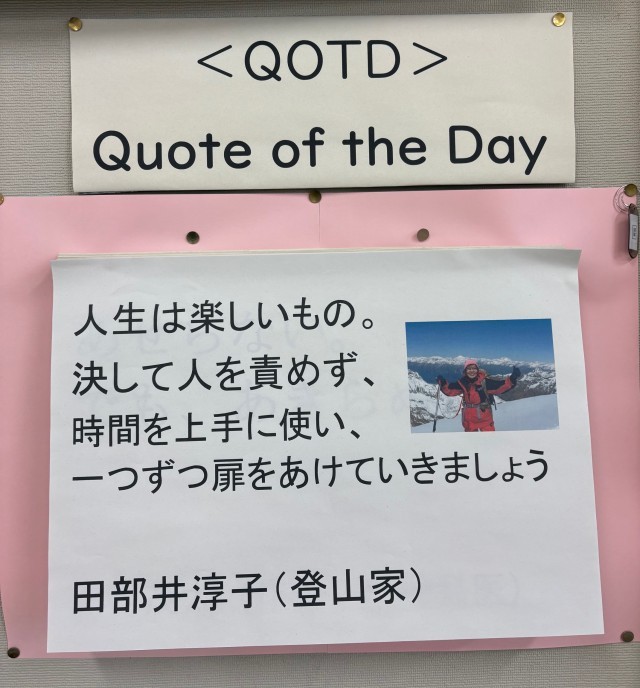 ＜QOTD＞
Quote of the Day
人生は楽しいもの。
決して人を責めず、
時間を上手に使い、
一つずつ扉をあけていきましょう
田部井淳子（登山家）